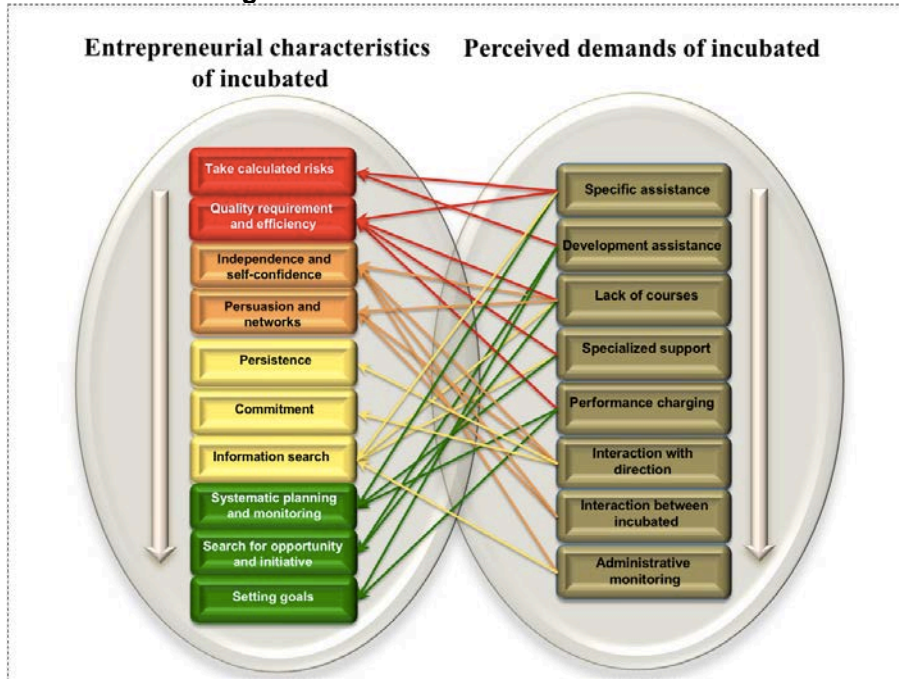 Entrepreneurial characteristics
of incubated
Perceived demands of incubated
Take calculated risks
Quality requirement
and efficiency
Independence and
self-confidence
Persuasion and
networks
Persistence
Commitment
Information search
Systematic planning
and monitoring
Search for opportunity
and initiative
Setting goals
Specific assistance
Development assistance
Lack of courses
Specialized support
Performance charging
Interaction with
direction
Interaction between
incubated
Administrative
monitoring